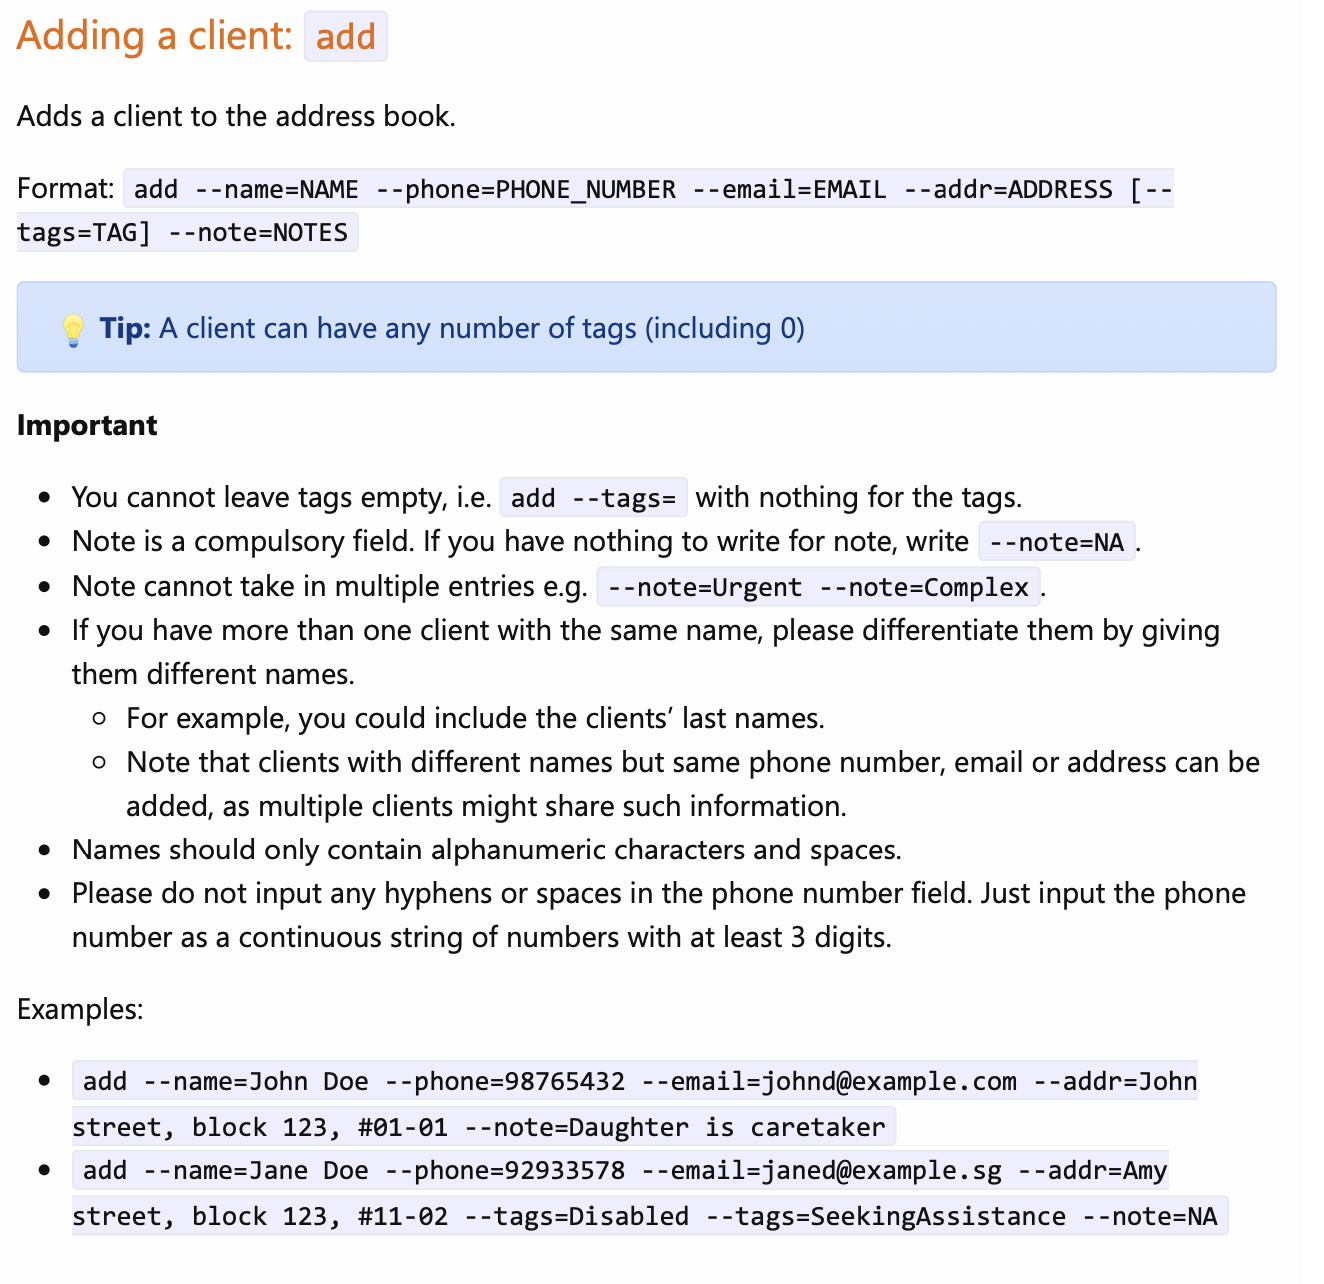 Adding a client: add
Adds a client to the address book.
Format: add --name=NAME --phone=PHONE_NUMBER --email=EMAIL --addr=ADDRESS [--
tags=TAG] --note=NOTES
💡 Tip: A client can have any number of tags (including 0)
Important
• You cannot leave tags empty, i.e. add --tags= with nothing for the tags.
• Note is a compulsory field. If you have nothing to write for note, write --note=NA.
• Note cannot take in multiple entries e.g. --note=Urgent --note=Complex.
• If you have more than one client with the same name, please differentiate them by giving
them different names.
◦ For example, you could include the clients’ last names.
◦ Note that clients with different names but same phone number, email or address can be
added, as multiple clients might share such information.
• Names should only contain alphanumeric characters and spaces.
• Please do not input any hyphens or spaces in the phone number field. Just input the phone
number as a continuous string of numbers with at least 3 digits.
Examples:
• add --name=John Doe --phone=98765432 --email=johnd@example.com --addr=John
street, block 123, #01-01 --note=Daughter is caretaker
• add --name=Jane Doe --phone=92933578 --email=janed@example.sg --addr=Amy
street, block 123, #11-02 --tags=Disabled --tags=SeekingAssistance --note=NA